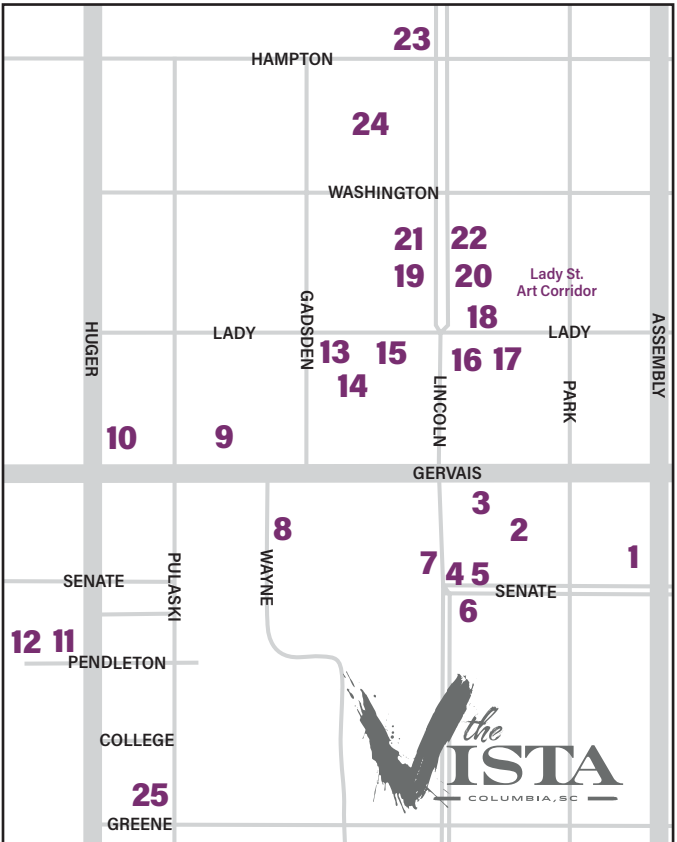 23
HAMPTON
24
WASHINGTON
21
22
19
20
Lady St.
Art Corridor
18
HUGER
GADSDEN
LADY
LADY
ASSEMBLY
13
15
16
17
14
LINCOLN
PARK
10
9
GERVAIS
3
2
8
1
7
4
5
PULASKI
WAYNE
SENATE
SENATE
6
12
11
PENDLETON
the
VISTA
COLUMBIA, SC
COLLEGE
25
GREENE